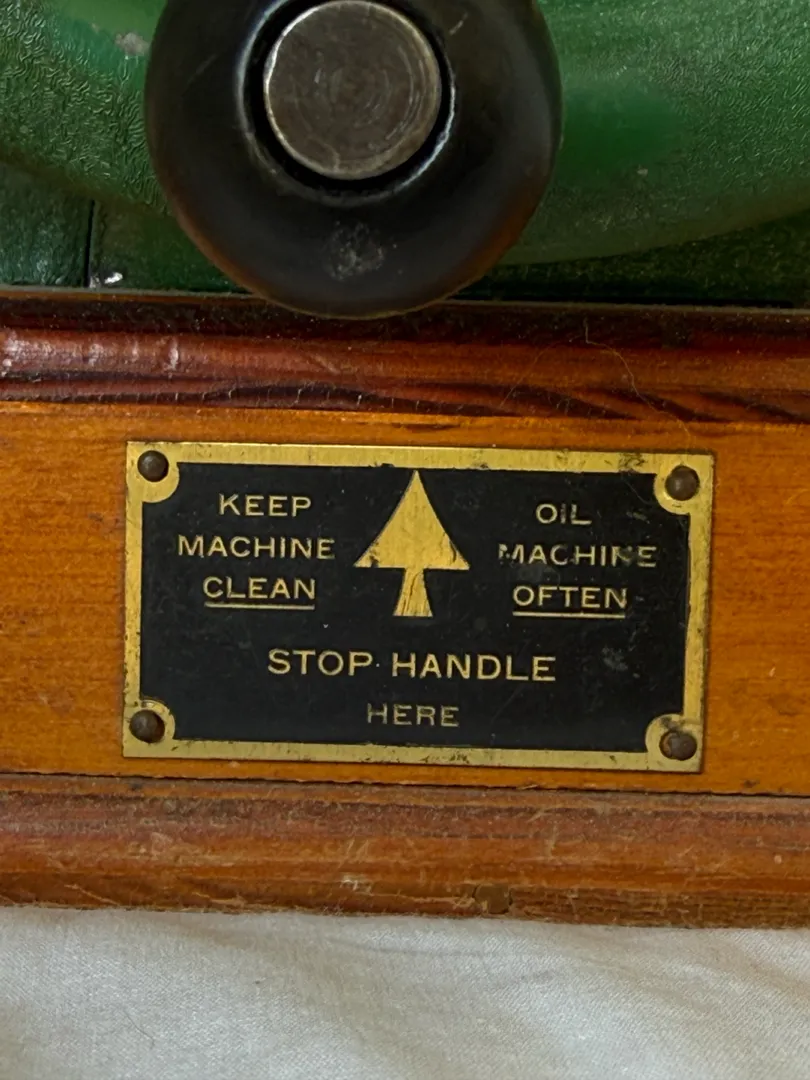 KEEP
MACHINE
CLEAN
OIL
MACHINE
OFTEN
STOP HANDLE
HERE